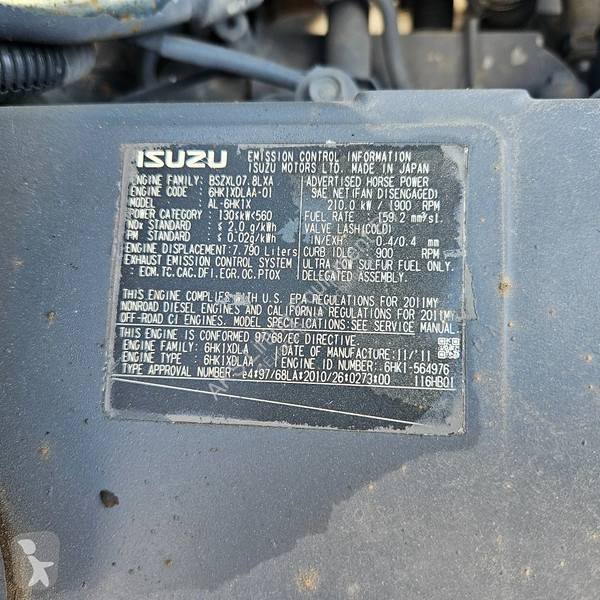 ISUZU EMISSION CONTROL INFORMATION
ISUZU MOTORS LTD. MADE IN JAPAN
ENGINE FAMILY: BSZXL07.8LXA
ENGINE CODE : 6HK1XDLAA-01
MODEL : AL-6HK1X
POWER CATEGORY : 130≤kW<560
NOx STANDARD : ≤ 2.0g/kWh
PM STANDARD : ≤ 0.02g/kWh
ENGINE DISPLACEMENT:7.790 Liters
EXHAUST EMISSION CONTROL SYSTEM
: ECM.TC.CAC.DFI.EGR.OC.PTOX
ADVERTISED HORSE POWER
SAE NET(FAN DISENGAGED)
210.0 kW / 1900 RPM
FUEL RATE : 159.2 mm³/st.
VALVE LASH(COLD)
IN/EXH : 0.4/0.4 mm
CURB IDLE : 900 RPM
ULTRA LOW SULFUR FUEL ONLY
DELEGATED ASSEMBLY.
THIS ENGINE COMPLIES WITH U.S. EPA REGULATIONS FOR 2011MY
NONROAD DIESEL ENGINES AND CALIFORNIA REGULATIONS FOR 2011MY
OFF-ROAD CI ENGINES. MODEL SPECIFICATIONS:SEE SERVICE MANUAL.
THIS ENGINE IS CONFORMED 97/68/EC DIRECTIVE.
ENGINE FAMILY : 6HK1XDLA DATE OF MANUFACTURE:11/'11
ENGINE TYPE : 6HK1XDLAA ENGINE ID NUMBER: 6HK1-564976
TYPE APPROVAL NUMBER: e4*97/68LA*2010/26*0273*00 116HB01